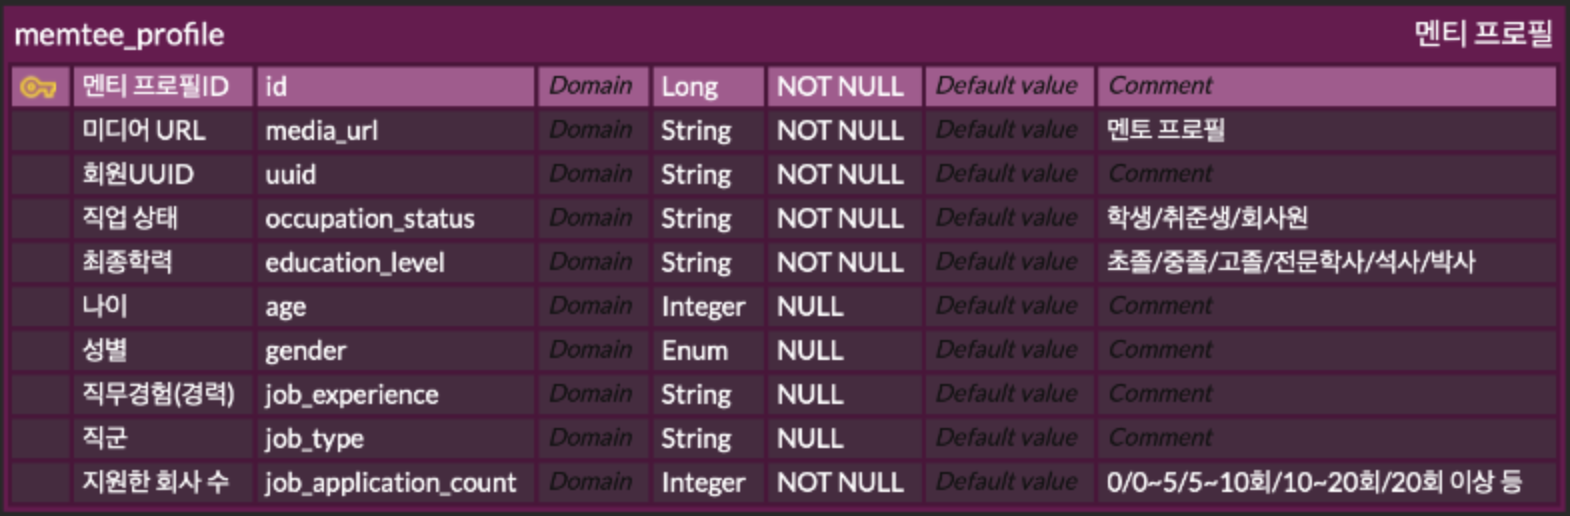 memtee_profile 멘티 프로필
멘티 프로필ID id Domain Long NOT NULL Default value Comment
미디어 URL media_url Domain String NOT NULL Default value 멘토 프로필
회원UUID uuid Domain String NOT NULL Default value Comment
직업 상태 occupation_status Domain String NOT NULL Default value 학생/취준생/회사원
최종학력 education_level Domain String NOT NULL Default value 초졸/중졸/고졸/전문학사/석사/박사
나이 age Domain Integer NULL Default value Comment
성별 gender Domain Enum NULL Default value Comment
직무경험(경력) job_experience Domain String NULL Default value Comment
직군 job_type Domain String NULL Default value Comment
지원한 회사 수 job_application_count Domain Integer NOT NULL Default value 0/0~5/5~10회/10~20회/20회 이상 등